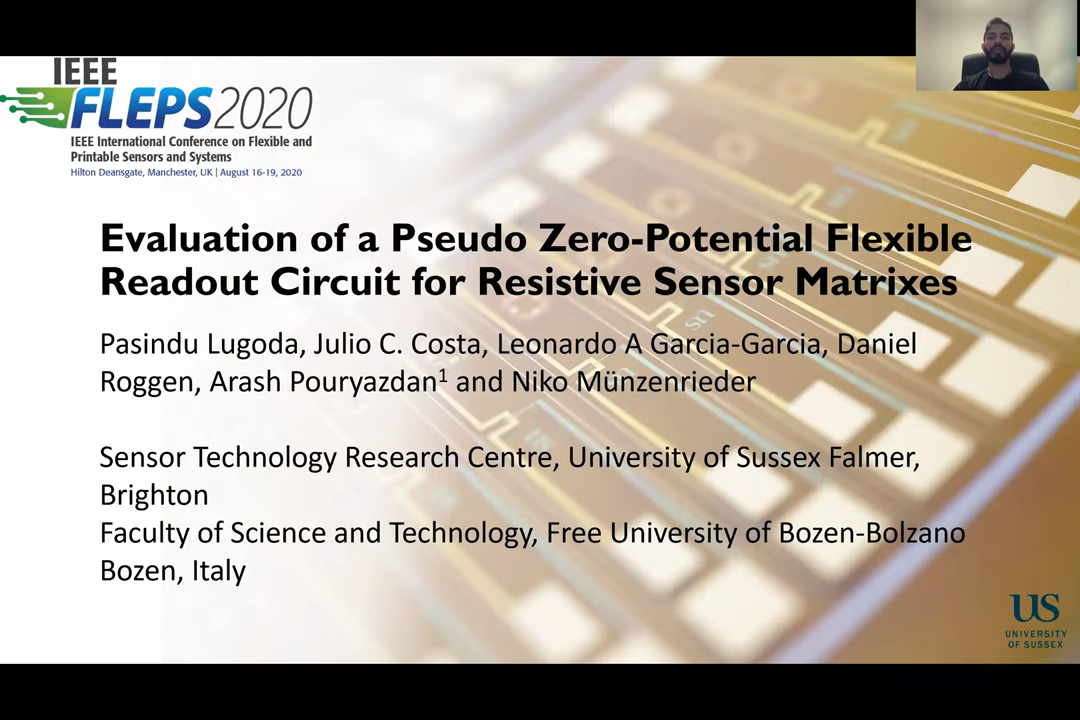 IEEE
FLEPS 2020
IEEE International Conference on Flexible and
Printable Sensors and Systems
Hilton Deansgate, Manchester, UK | August 16-19, 2020
Evaluation of a Pseudo Zero-Potential Flexible
Readout Circuit for Resistive Sensor Matrixes
Pasindu Lugoda, Julio C. Costa, Leonardo A Garcia-Garcia, Daniel
Roggen, Arash Pouryazdan¹ and Niko Münzenrieder
Sensor Technology Research Centre, University of Sussex Falmer,
Brighton
Faculty of Science and Technology, Free University of Bozen-Bolzano
Bozen, Italy
US
UNIVERSITY
OF SUSSEX